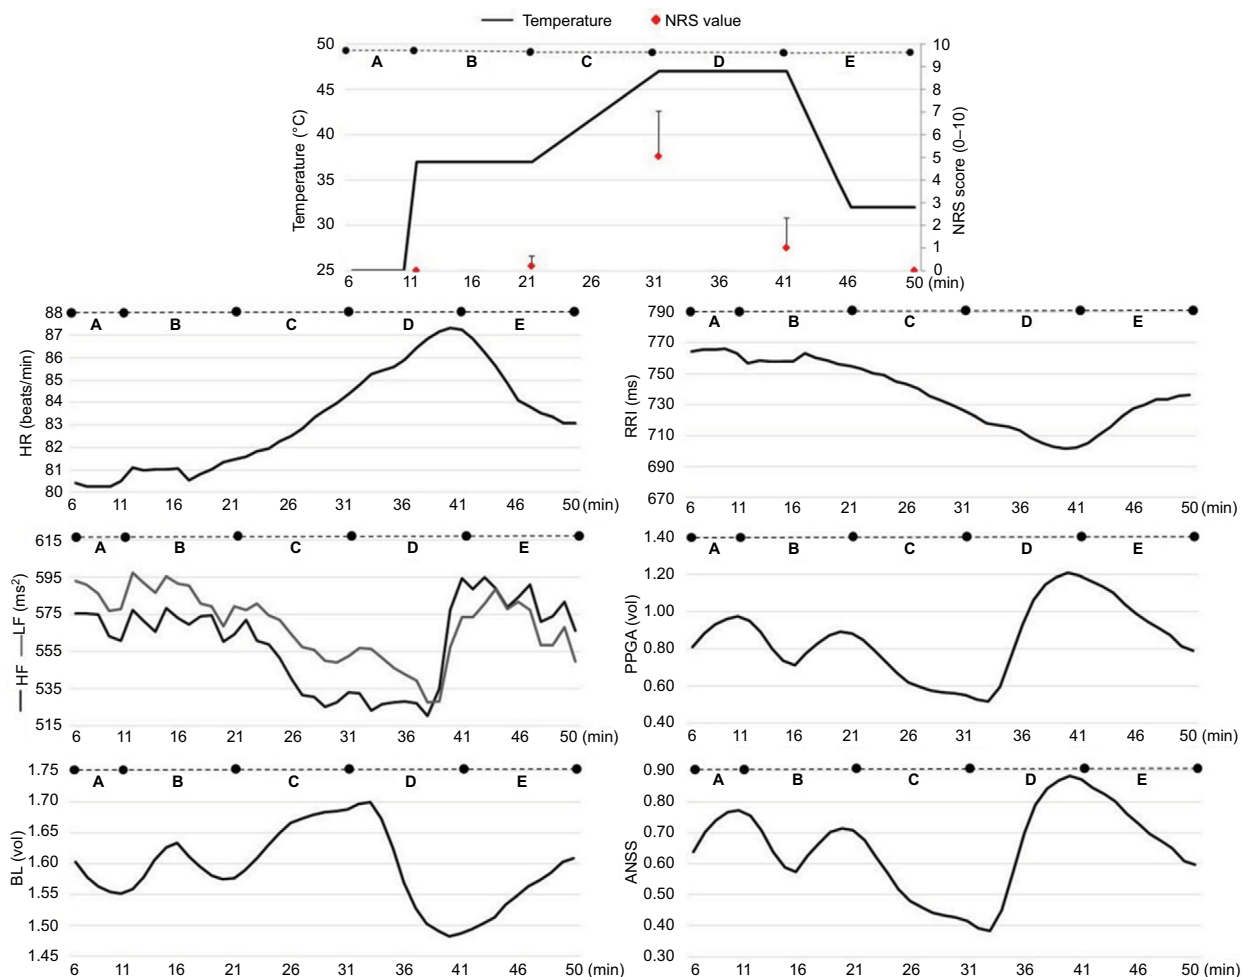 Temperature NRS value
50 10
A B C D E 9
45 8
7
40 6
5
35 4
3
30 2
1
25 0
6 11 16 21 26 31 36 41 46 50 (min)
Temperature (°C)
NRS score (0–10)
88
A B C D E
87
86
85
84
83
82
81
80
6 11 16 21 26 31 36 41 46 50 (min)
HR (beats/min)
790
A B C D E
770
750
730
710
690
670
6 11 16 21 26 31 36 41 46 50 (min)
RRI (ms)
615
A B C D E
595
575
555
535
515
6 11 16 21 26 31 36 41 46 50 (min)
HF LF (ms²)
1.40
A B C D E
1.20
1.00
0.80
0.60
0.40
6 11 16 21 26 31 36 41 46 50 (min)
PPGA (vol)
1.75
A B C D E
1.70
1.65
1.60
1.55
1.50
1.45
6 11 16 21 26 31 36 41 46 50 (min)
BL (vol)
0.90
A B C D E
0.80
0.70
0.60
0.50
0.40
0.30
6 11 16 21 26 31 36 41 46 50 (min)
ANSS